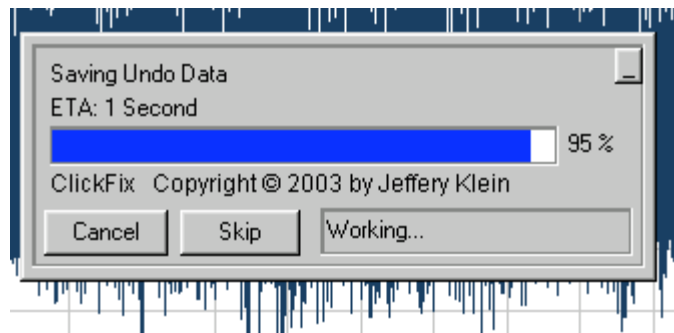 Saving Undo Data
ETA: 1 Second
95 %
ClickFix Copyright © 2003 by Jeffery Klein
Cancel Skip Working...